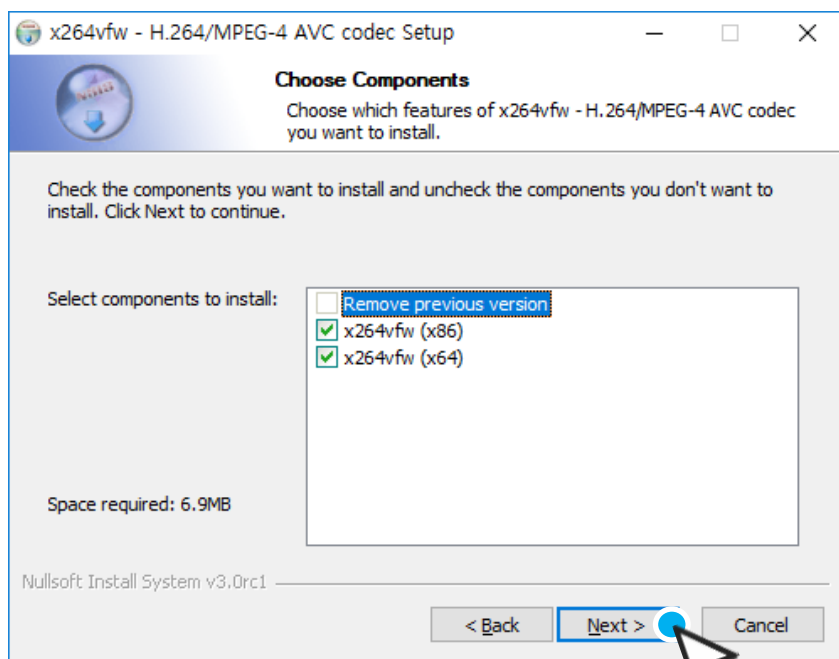 x264vfw - H.264/MPEG-4 AVC codec Setup
Choose Components
Choose which features of x264vfw - H.264/MPEG-4 AVC codec
you want to install.
Check the components you want to install and uncheck the components you don't want to
install. Click Next to continue.
Select components to install:
Remove previous version
x264vfw (x86)
x264vfw (x64)
Space required: 6.9MB
Nullsoft Install System v3.0rc1
< Back
Next >
Cancel